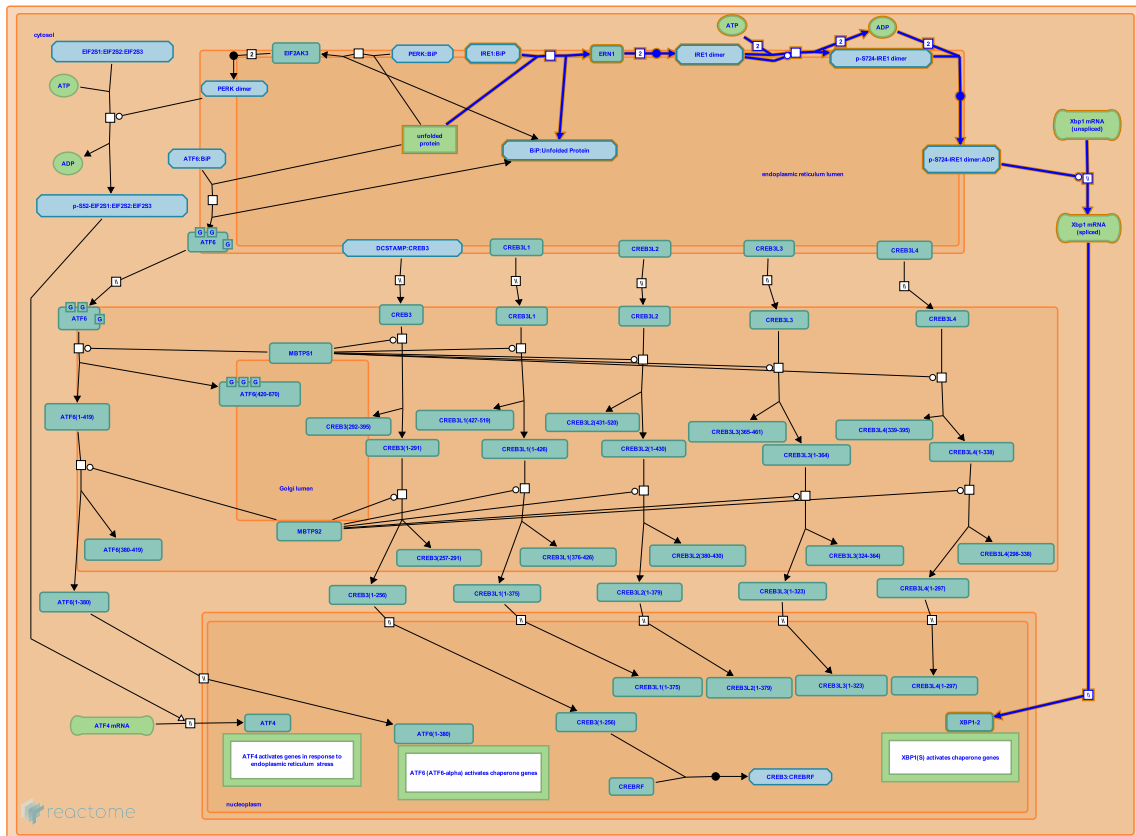 cytosol
EIF2S1:EIF2S2:EIF2S3
ATP
ADP
p-S52-EIF2S1:EIF2S2:EIF2S3
2
EIF2AK3
PERK:BiP
IRE1:BiP
ERN1
2
IRE1 dimer
ATP
2
2
ADP
2
p-S724-IRE1 dimer
PERK dimer
unfolded
protein
ATF6:BiP
BiP:Unfolded Protein
endoplasmic reticulum lumen
p-S724-IRE1 dimer:ADP
Xbp1 mRNA
(unspliced)
Xbp1 mRNA
(spliced)
G
G
G
ATF6
DCSTAMP:CREB3
CREB3L1
CREB3L2
CREB3L3
CREB3L4
G
G
G
ATF6
CREB3
CREB3L1
CREB3L2
CREB3L3
CREB3L4
MBTPS1
G
G
G
ATF6(420-670)
ATF6(1-419)
CREB3(292-395)
CREB3L1(427-519)
CREB3L2(431-520)
CREB3L3(365-461)
CREB3L4(339-395)
CREB3(1-291)
CREB3L1(1-426)
CREB3L2(1-430)
CREB3L3(1-364)
CREB3L4(1-338)
Golgi lumen
MBTPS2
ATF6(380-419)
CREB3(257-291)
CREB3L1(376-426)
CREB3L2(380-430)
CREB3L3(324-364)
CREB3L4(298-338)
ATF6(1-380)
CREB3(1-256)
CREB3L1(1-375)
CREB3L2(1-379)
CREB3L3(1-323)
CREB3L4(1-297)
CREB3L1(1-375)
CREB3L2(1-379)
CREB3L3(1-323)
CREB3L4(1-297)
ATF4 mRNA
ATF4
ATF6(1-380)
CREB3(1-256)
XBP1-2
ATF4 activates genes in response to
endoplasmic reticulum stress
ATF6 (ATF6-alpha) activates chaperone genes
XBP1(S) activates chaperone genes
CREBRF
CREB3:CREBRF
nucleoplasm
reactome